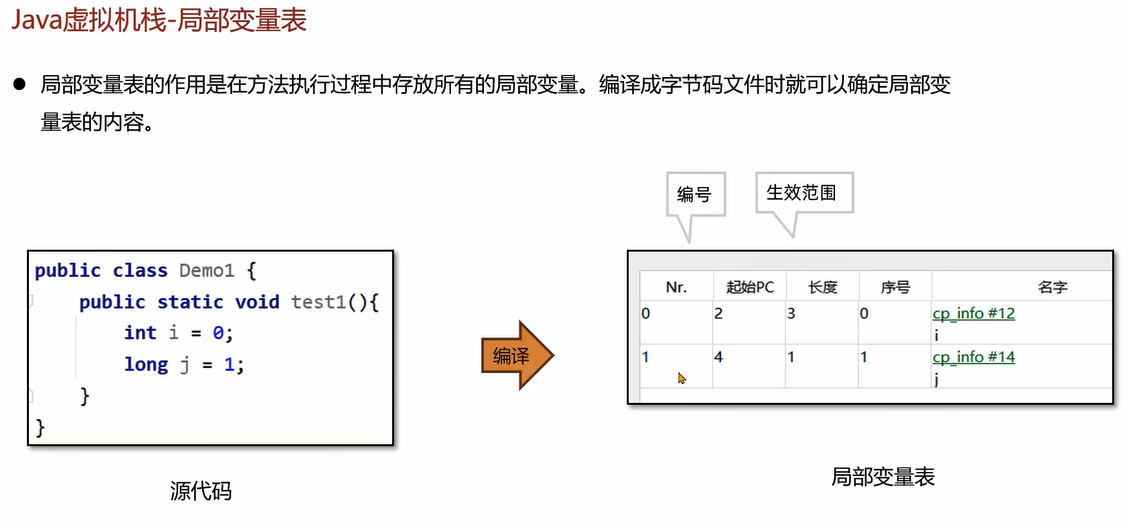 Java虚拟机栈-局部变量表
● 局部变量表的作用是在方法执行过程中存放所有的局部变量。编译成字节码文件时就可以确定局部变
量表的内容。
编号
生效范围
public class Demo1 {
public static void test1(){
int i = 0;
long j = 1;
}
}
编译
Nr. 起始PC 长度 序号 名字
0 2 3 0 cp_info #12
i
1 4 1 1 cp_info #14
j
源代码
局部变量表